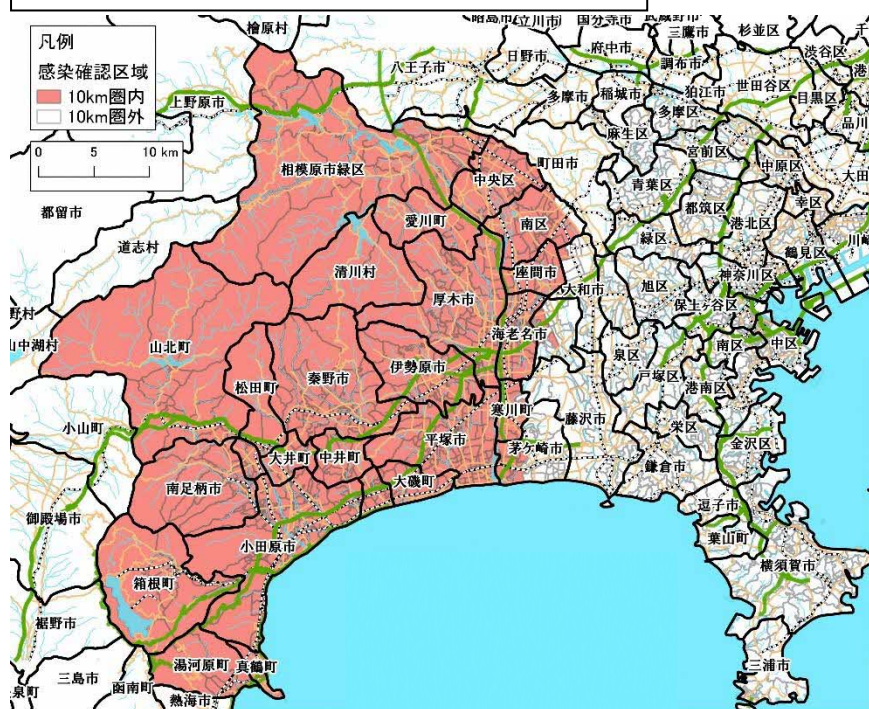 凡例
感染確認区域
10km圏内
10km圏外
0 5 10 km
檜原村
立川市
国分寺市
三鷹市
杉並区
渋谷区
日野市
府中市
調布市
八王子市
世田谷区
上野原市
稲城市
狛江市
目黒区
多摩市
多摩区
品川
麻生区
宮前区
中原区
大田
町田市
相模原市緑区
中央区
青葉区
幸区
都筑区
港北区
都留市
愛川町
南区
緑区
鶴見区
川崎
道志村
清川村
座間市
神奈川区
厚木市
大和市
旭区
保土ヶ谷区
山中湖村
山北町
海老名市
南区
中区
伊勢原市
泉区
秦野市
戸塚区
松田町
港南区
寒川町
小山町
藤沢市
平塚市
栄区
大井町
中井町
茅ケ崎市
金沢区
南足柄市
大磯町
鎌倉市
御殿場市
逗子市
葉山町
小田原市
横須賀市
箱根町
裾野市
湯河原町
真鶴町
三島市
三浦市
函南町
熱海市